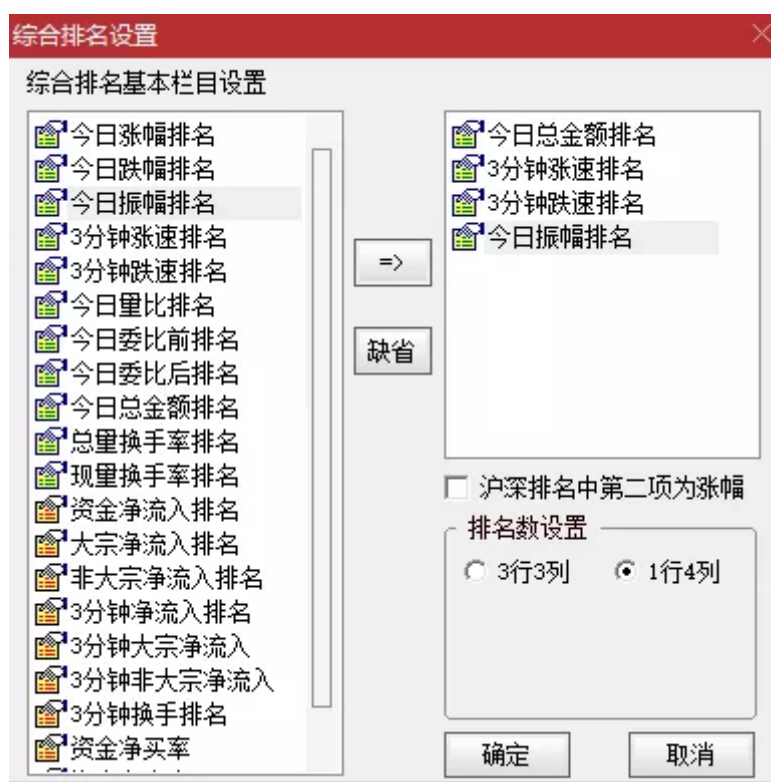 综合排名设置
综合排名基本栏目设置
今日涨幅排名
今日跌幅排名
今日振幅排名
3分钟涨速排名
3分钟跌速排名
今日量比排名
今日委比前排名
今日委比后排名
今日总金额排名
总量换手率排名
现量换手率排名
资金净流入排名
大宗净流入排名
非大宗净流入排名
3分钟净流入排名
3分钟大宗净流入
3分钟非大宗净流入
3分钟换手排名
资金净买率
=>
缺省
今日总金额排名
3分钟涨速排名
3分钟跌速排名
今日振幅排名
沪深排名中第二项为涨幅
排名数设置
3行3列
1行4列
确定
取消